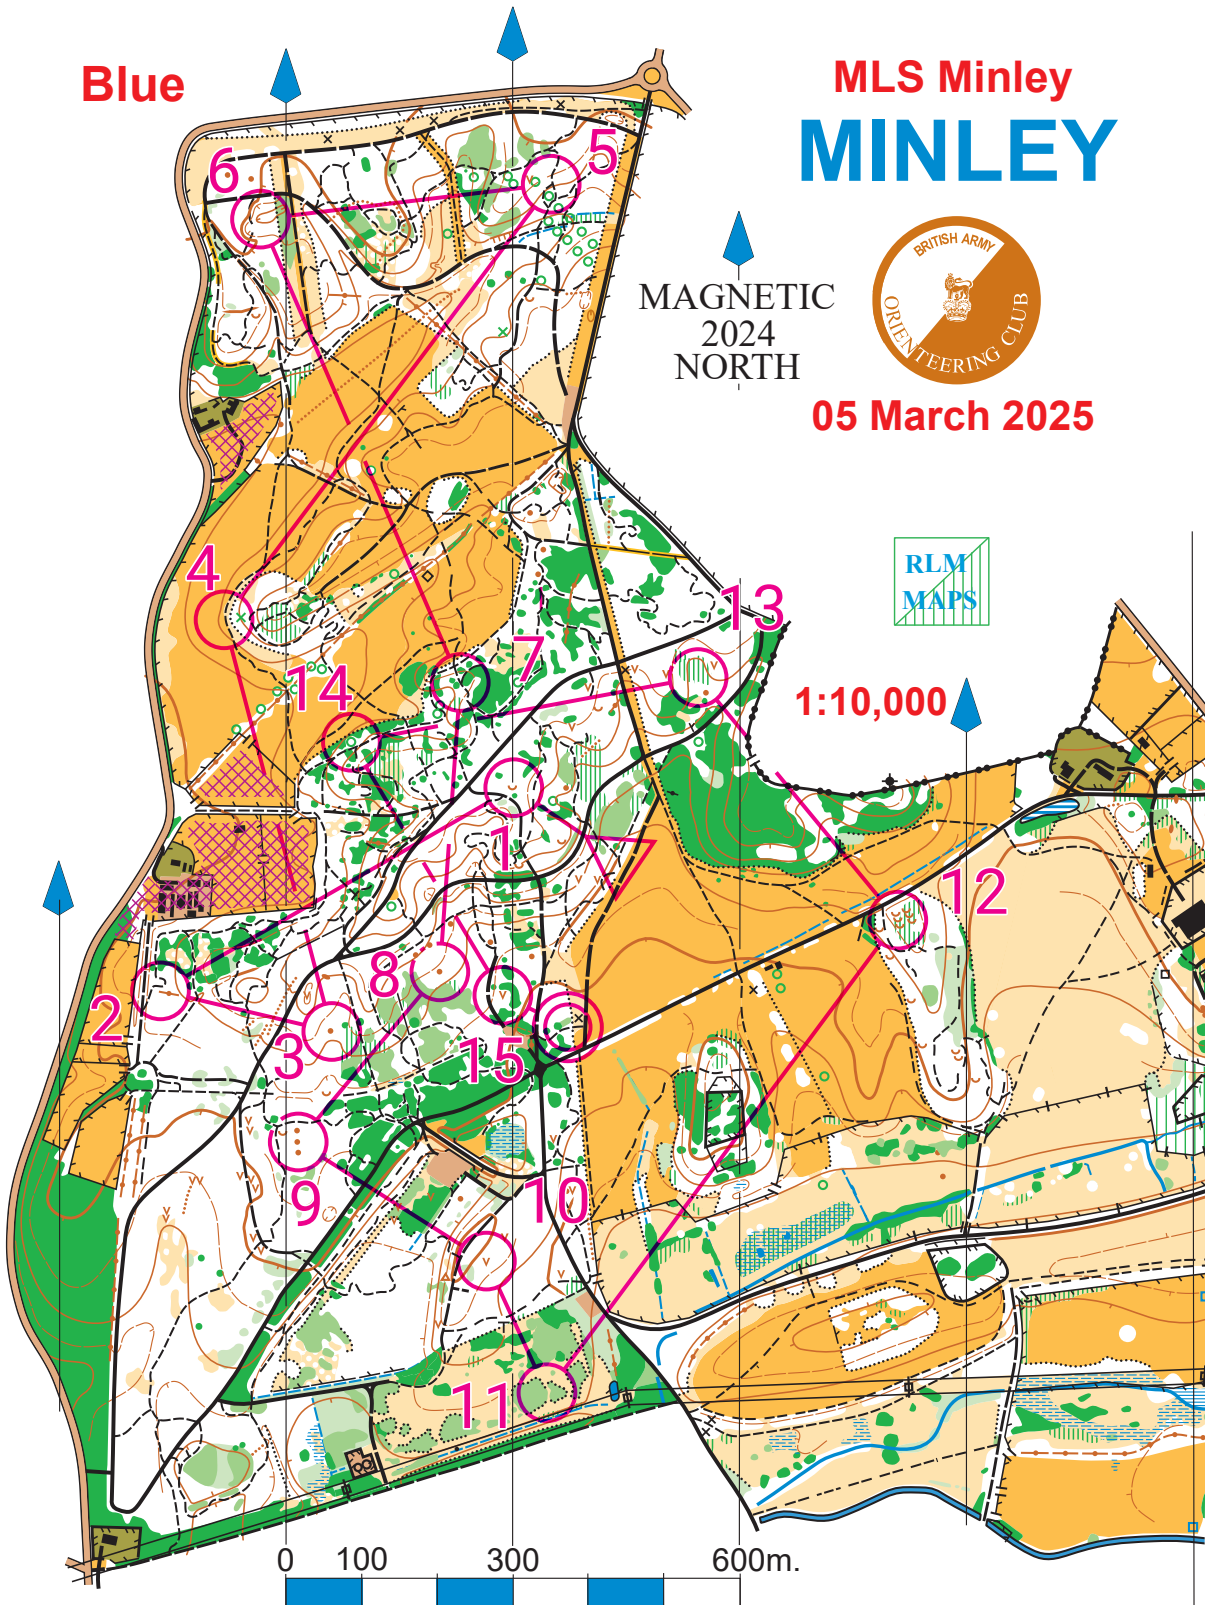 Blue
MLS Minley
MINLEY
BRITISH ARMY
ORIENTEERING CLUB
MAGNETIC
2024
NORTH
05 March 2025
RLM
MAPS
1:10,000
6
5
4
13
7
14
1
12
2
8
3
15
9
10
11
0 100 300 600m.